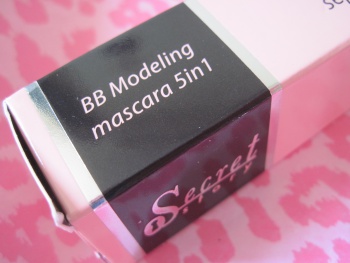 BB Modeling
mascara 5in1
Secret